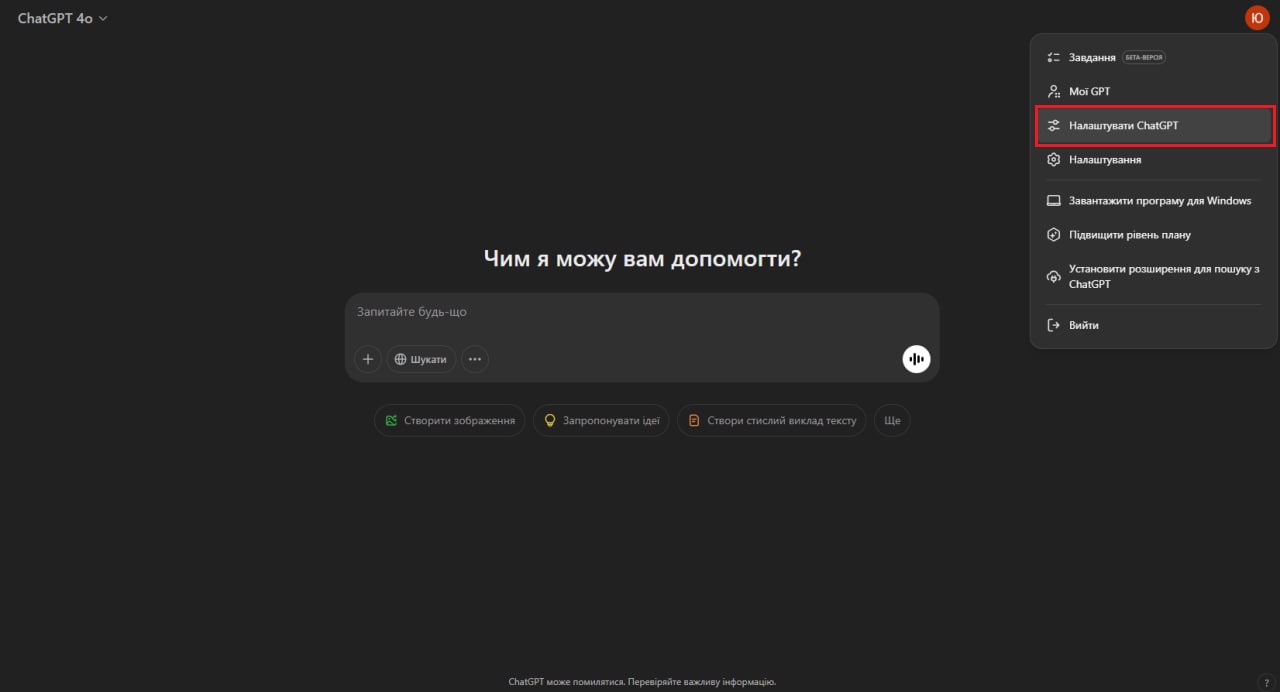 ChatGPT 4o
Ю
Завдання БЕТА-ВЕРСІЯ
Мої GPT
Налаштувати ChatGPT
Налаштування
Завантажити програму для Windows
Підвищити рівень плану
Установити розширення для пошуку з
ChatGPT
Вийти
Чим я можу вам допомогти?
Запитайте будь-що
Шукати
Створити зображення
Запропонувати ідеї
Створи стислий виклад тексту
Ще
ChatGPT може помилятися. Перевіряйте важливу інформацію.
?